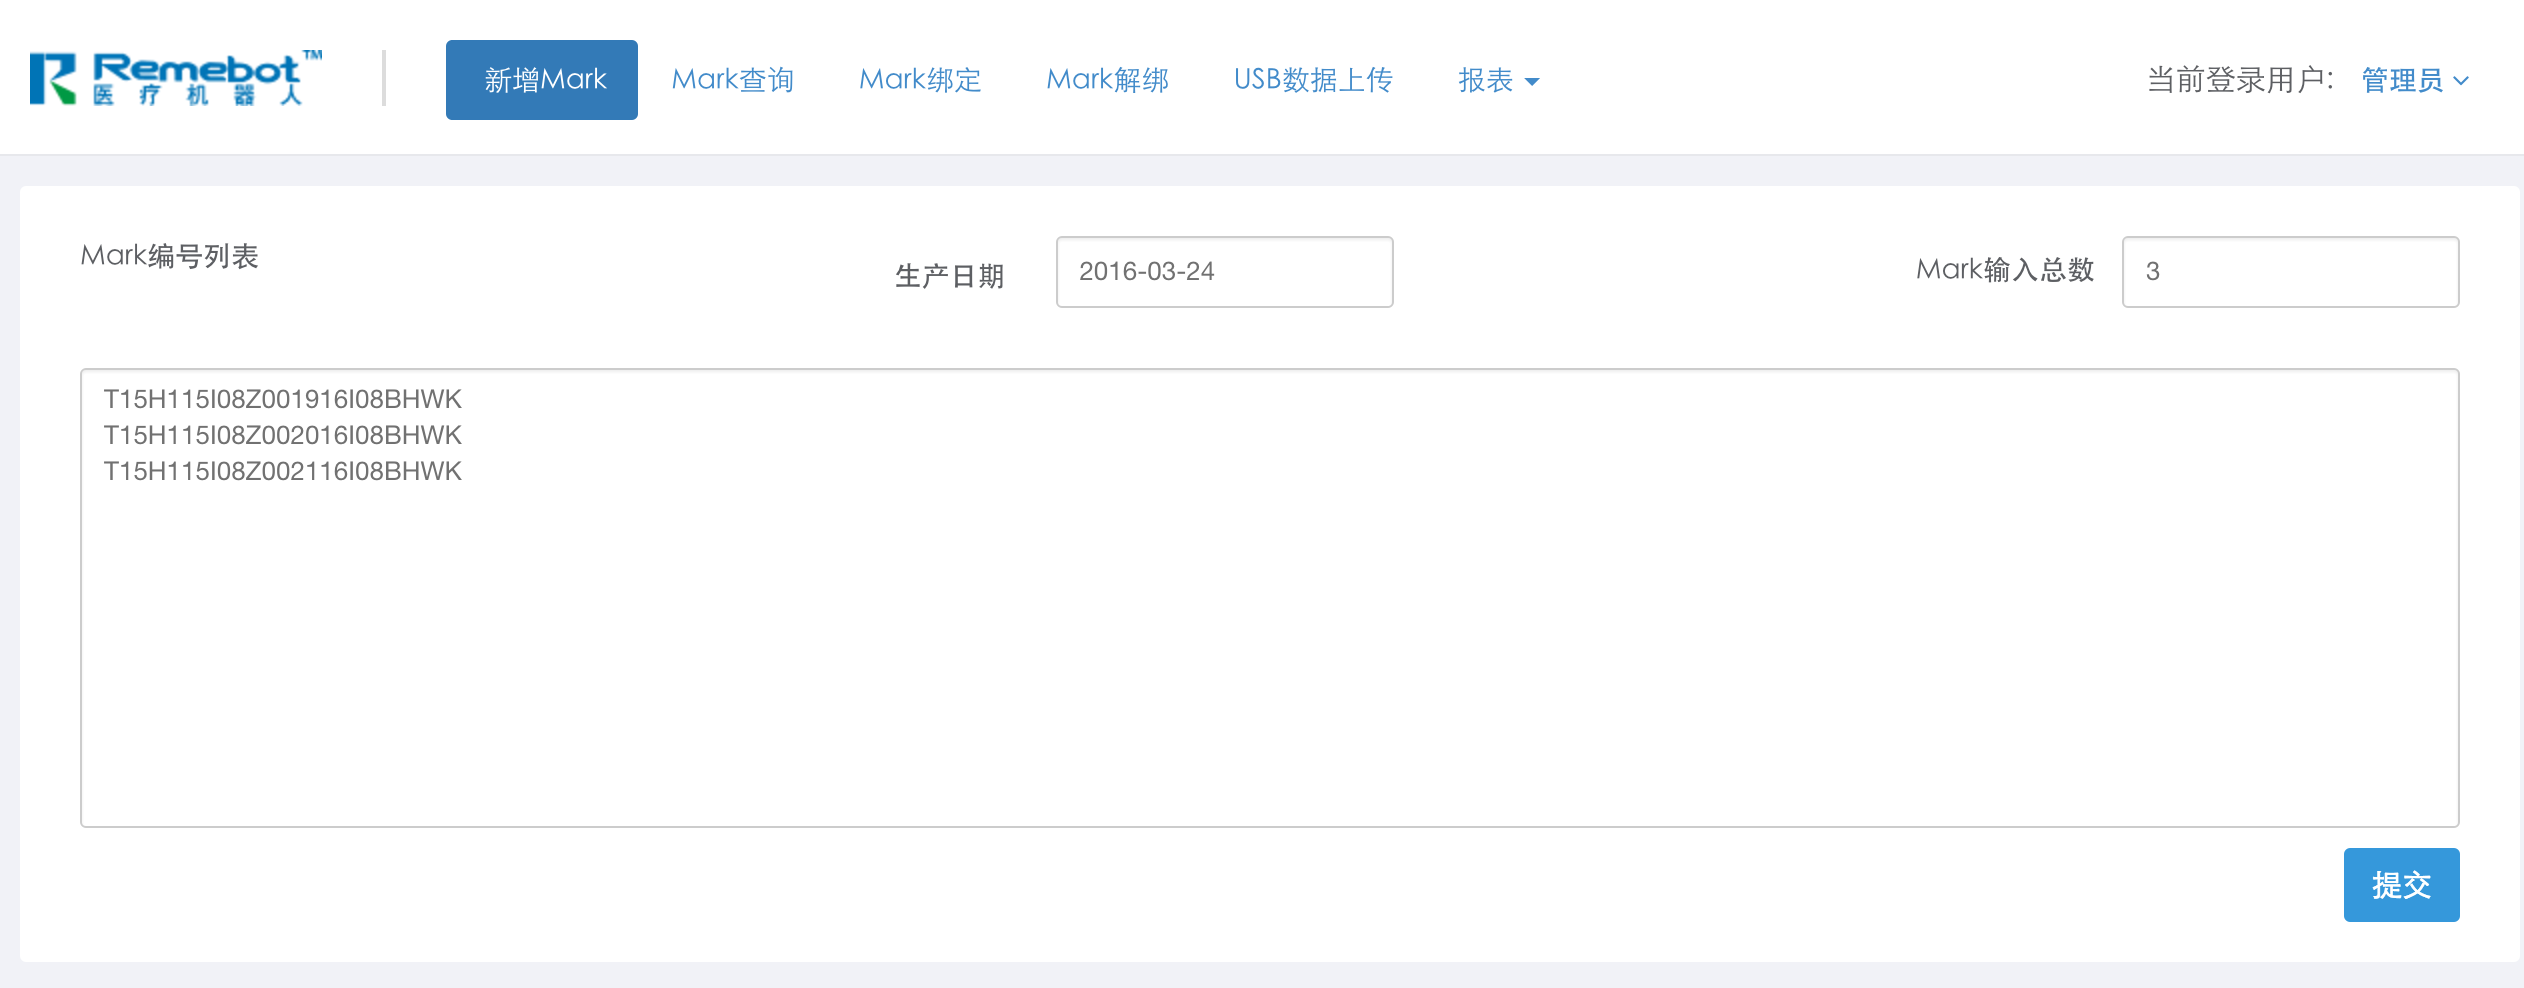 Remebot™
医疗机器人
新增Mark
Mark查询
Mark绑定
Mark解绑
USB数据上传
报表
当前登录用户:
管理员
Mark编号列表
生产日期
2016-03-24
Mark输入总数
3
T15H115I08Z001916I08BHWK
T15H115I08Z002016I08BHWK
T15H115I08Z002116I08BHWK
提交